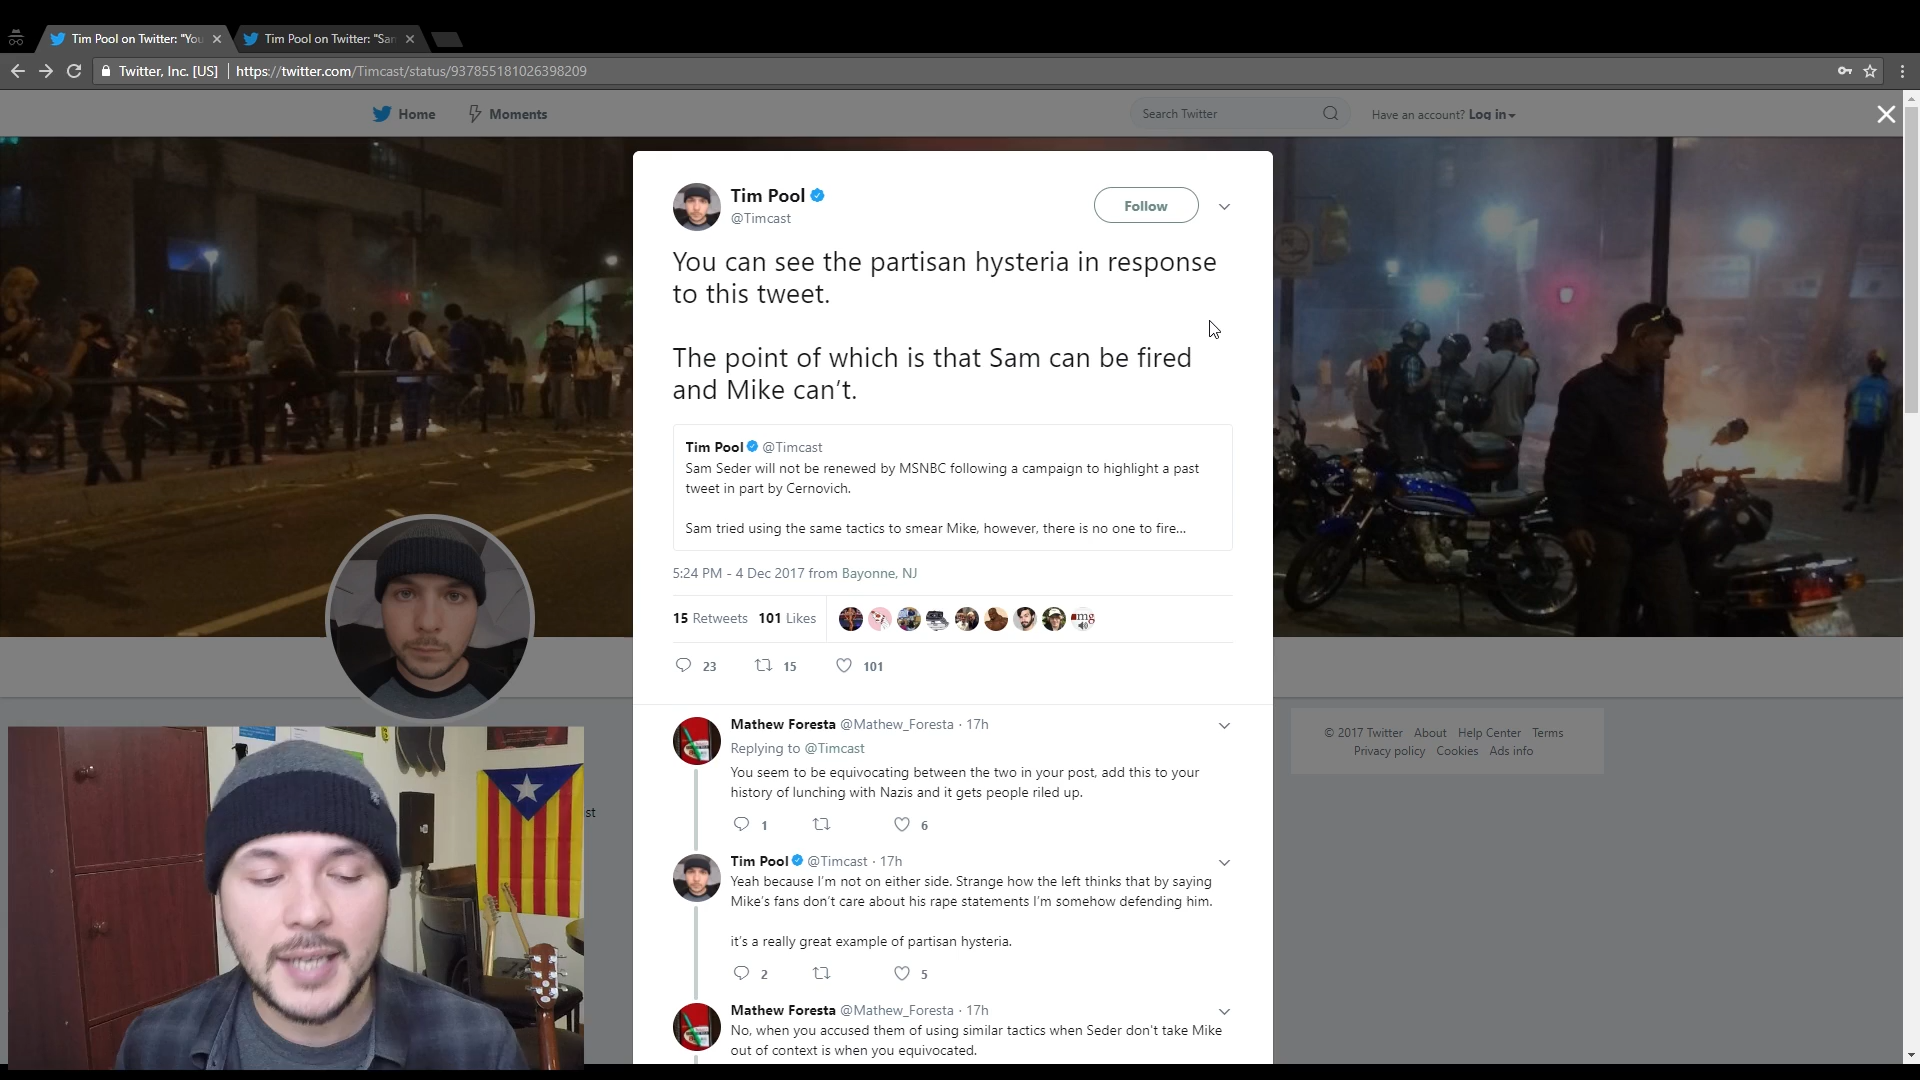 Tim Pool on Twitter: "You
Tim Pool on Twitter: "San
Twitter, Inc. [US]
https://twitter.com/Timcast/status/937855181026398209
Home
Moments
Search Twitter
Have an account? Log in
Tim Pool
@Timcast
Follow
You can see the partisan hysteria in response
to this tweet.
The point of which is that Sam can be fired
and Mike can't.
Tim Pool @Timcast
Sam Seder will not be renewed by MSNBC following a campaign to highlight a past
tweet in part by Cernovich.
Sam tried using the same tactics to smear Mike, however, there is no one to fire...
5:24 PM - 4 Dec 2017 from Bayonne, NJ
15 Retweets 101 Likes
23 15 101
Mathew Foresta @Mathew_Foresta · 17h
Replying to @Timcast
You seem to be equivocating between the two in your post, add this to your
history of lunching with Nazis and it gets people riled up.
1 6
Tim Pool @Timcast · 17h
Yeah because I'm not on either side. Strange how the left thinks that by saying
Mike's fans don't care about his rape statements I'm somehow defending him.
it's a really great example of partisan hysteria.
2 5
Mathew Foresta @Mathew_Foresta · 17h
No, when you accused them of using similar tactics when Seder don't take Mike
out of context is when you equivocated.
© 2017 Twitter About Help Center Terms
Privacy policy Cookies Ads info